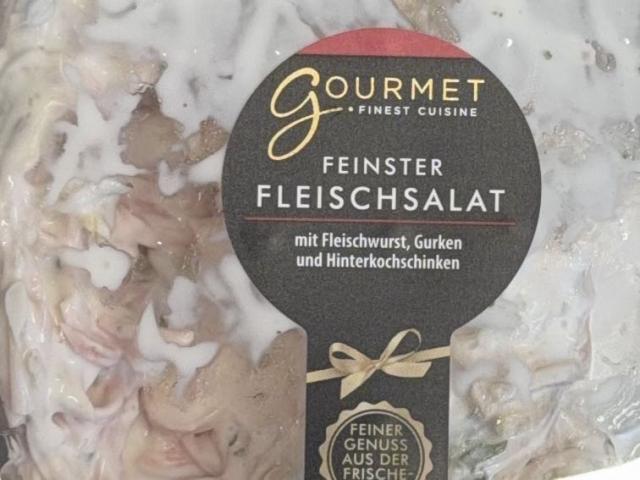 GOURMET
FINEST CUISINE
FEINSTER
FLEISCHSALAT
mit Fleischwurst, Gurken
und Hinterkochschinken
FEINER
GENUSS
AUS DER
FRISCHE-